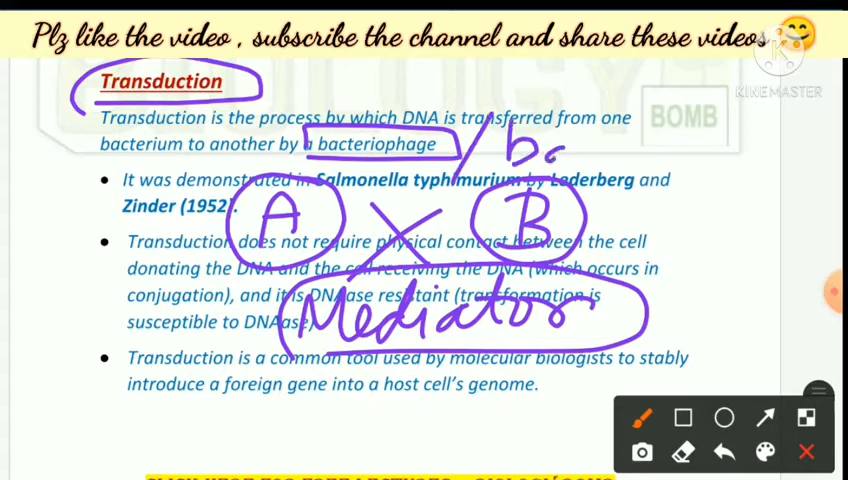 Plz like the video , subscribe the channel and share these videos 😊
KINEMASTER
Transduction
Transduction is the process by which DNA is transferred from one
bacterium to another by a bacteriophage
BOMB
It was demonstrated in Salmonella typhimurium by Lederberg and
Zinder (1952).
A
B
Transduction does not require physical contact between the cell
donating the DNA and the cell receiving the DNA (which occurs in
conjugation), and it is DNAase resistant (transformation is
susceptible to DNAase)
Mediator
Transduction is a common tool used by molecular biologists to stably
introduce a foreign gene into a host cell's genome.